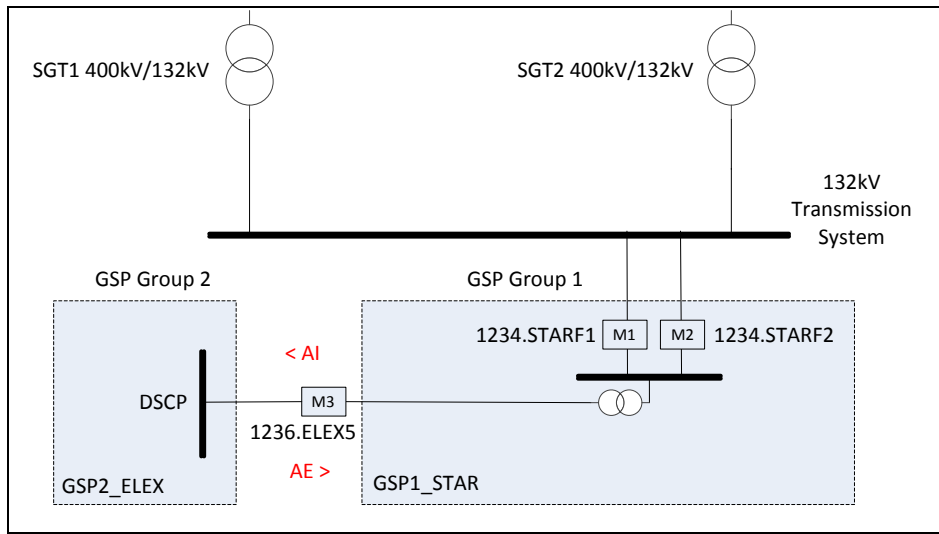 SGT1 400kV/132kV
SGT2 400kV/132kV
132kV
Transmission
System
GSP Group 2
GSP Group 1
1234.STARF1
M1
M2
1234.STARF2
< AI
DSCP
M3
1236.ELEX5
AE >
GSP2_ELEX
GSP1_STAR